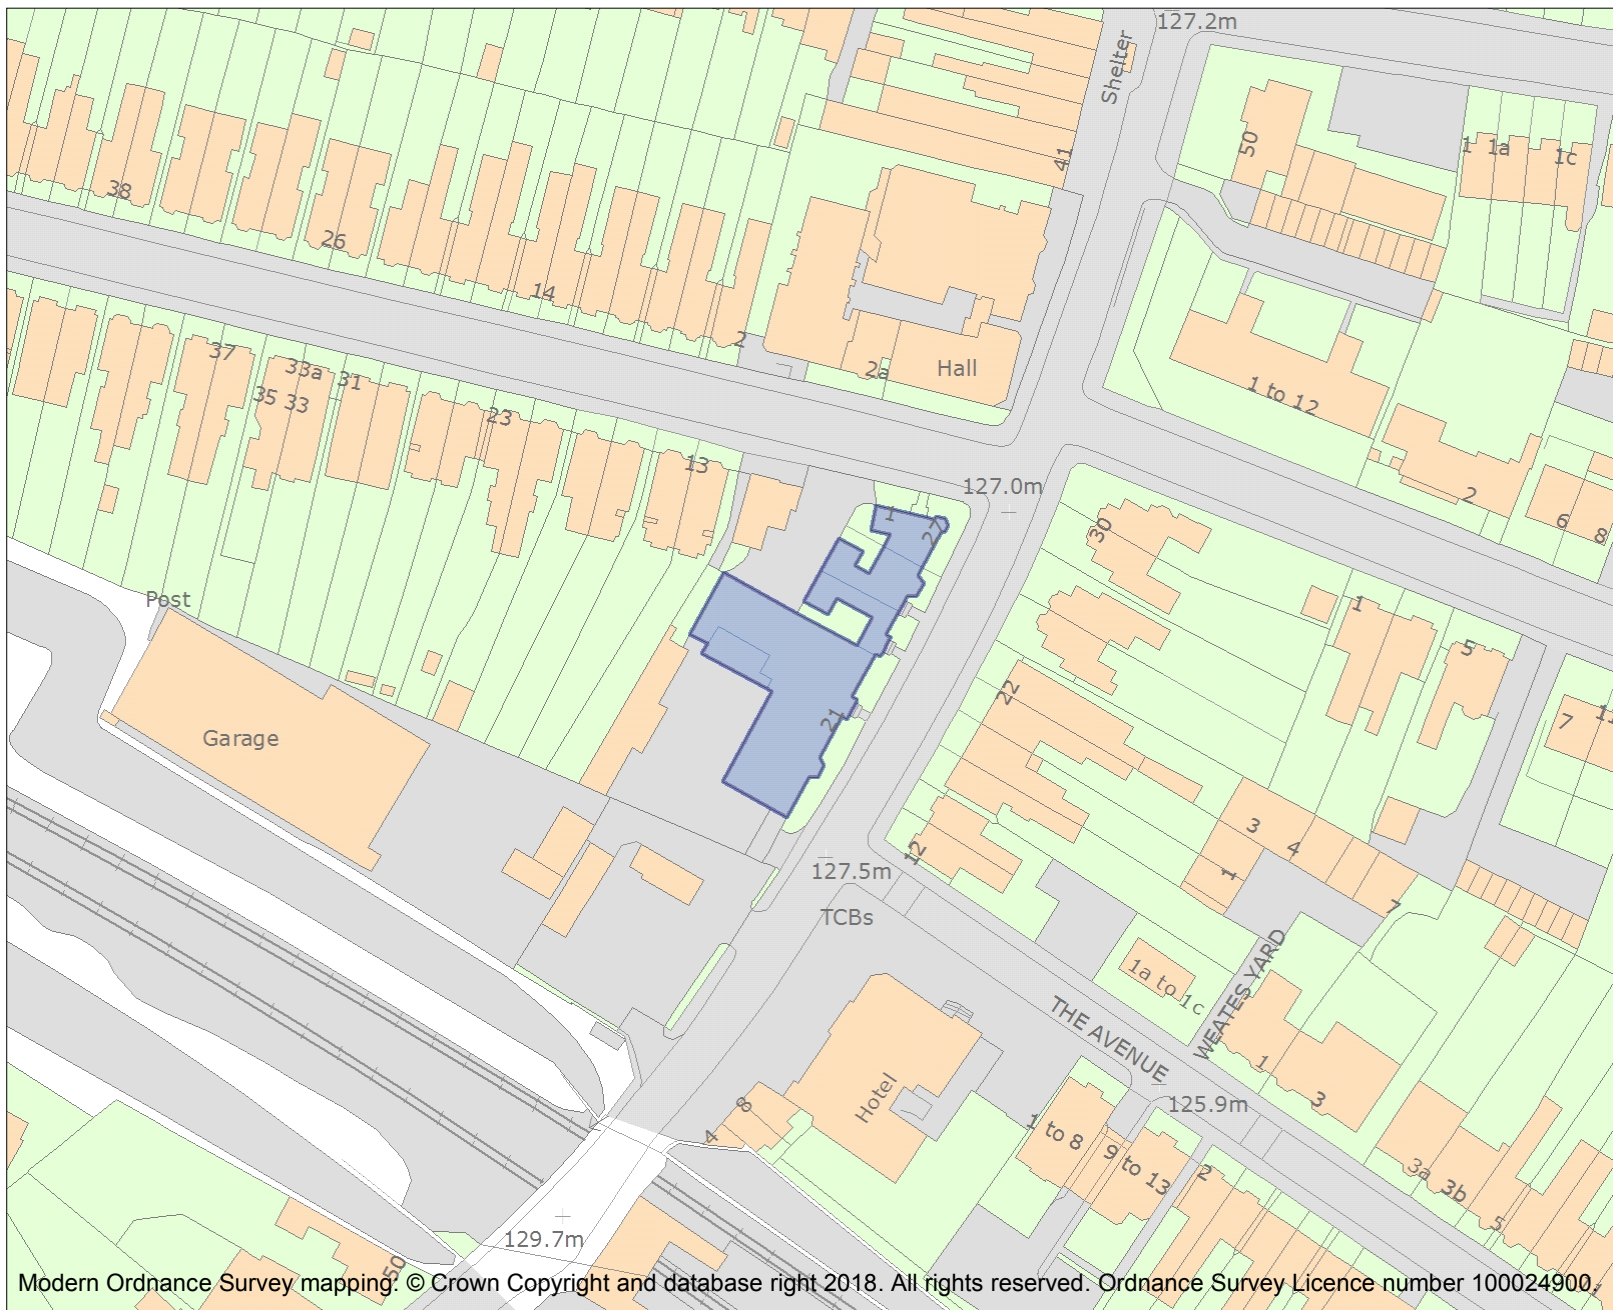 127.2m
Shelter
50
1
1a
1c
41
38
26
14
2
2a
Hall
37
33a
31
35
33
23
13
1 to 12
2
6
8
127.0m
1
27
30
Post
1
5
22
7
21
Garage
3
4
1
7
12
127.5m
TCBs
1a to 1c
WEATES YARD
THE AVENUE
1
3
125.9m
Hotel
8
4
1 to 8
9 to 13
2
3a
3b
5
129.7m
50
Modern Ordnance Survey mapping: © Crown Copyright and database right 2018. All rights reserved. Ordnance Survey Licence number 100024900.